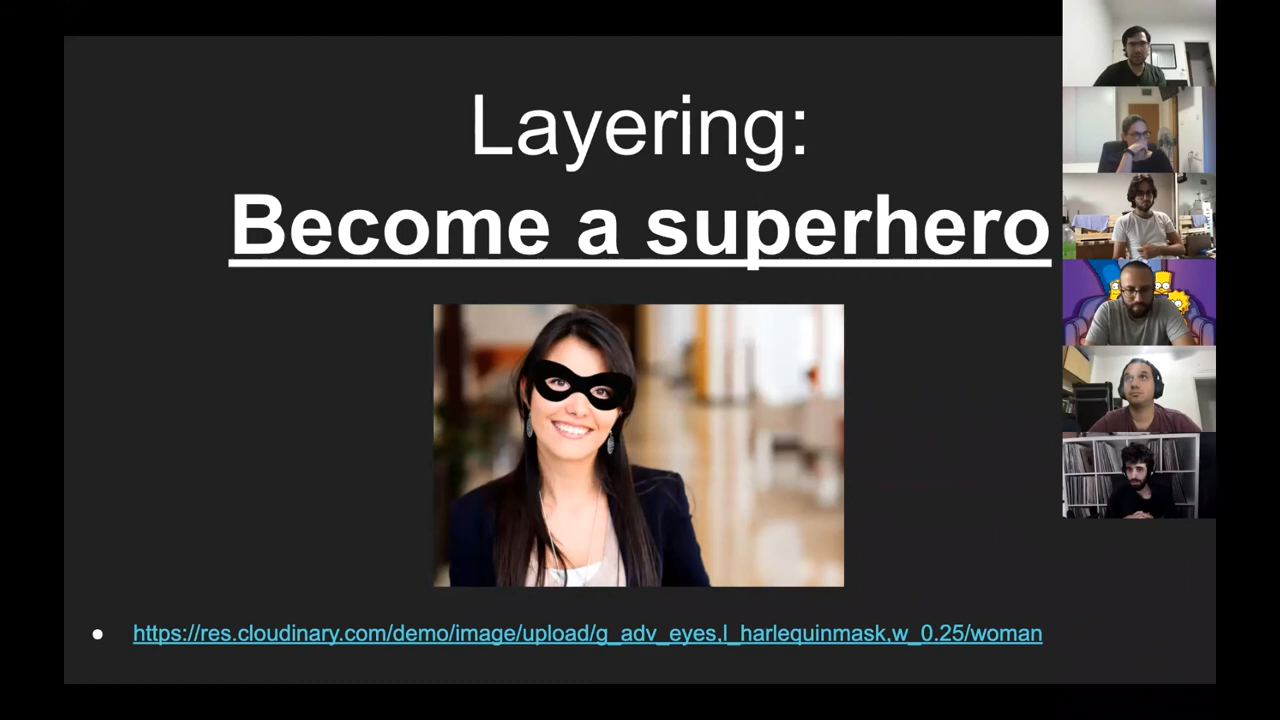 Layering:
Become a superhero
https://res.cloudinary.com/demo/image/upload/g_adv_eyes,l_harlequinmask,w_0.25/woman